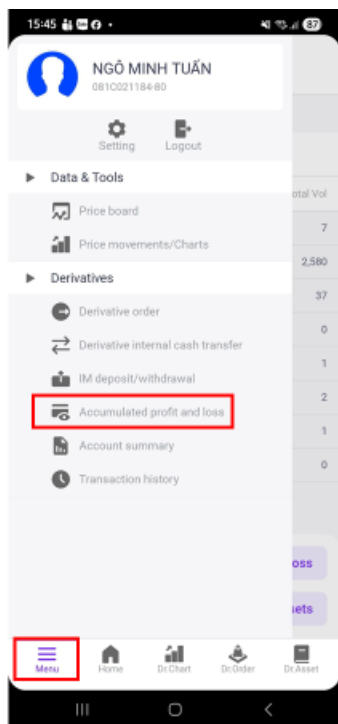 15:45
87
NGÔ MINH TUẤN
081C021184-80
Setting Logout
Data & Tools
Price board
Price movements/Charts
Derivatives
Derivative order
Derivative internal cash transfer
IM deposit/withdrawal
Accumulated profit and loss
Account summary
Transaction history
otal Vol
7
2,580
37
0
1
2
1
0
oss
ets
Menu Home Dr.Chart Dr.Order Dr.Asset